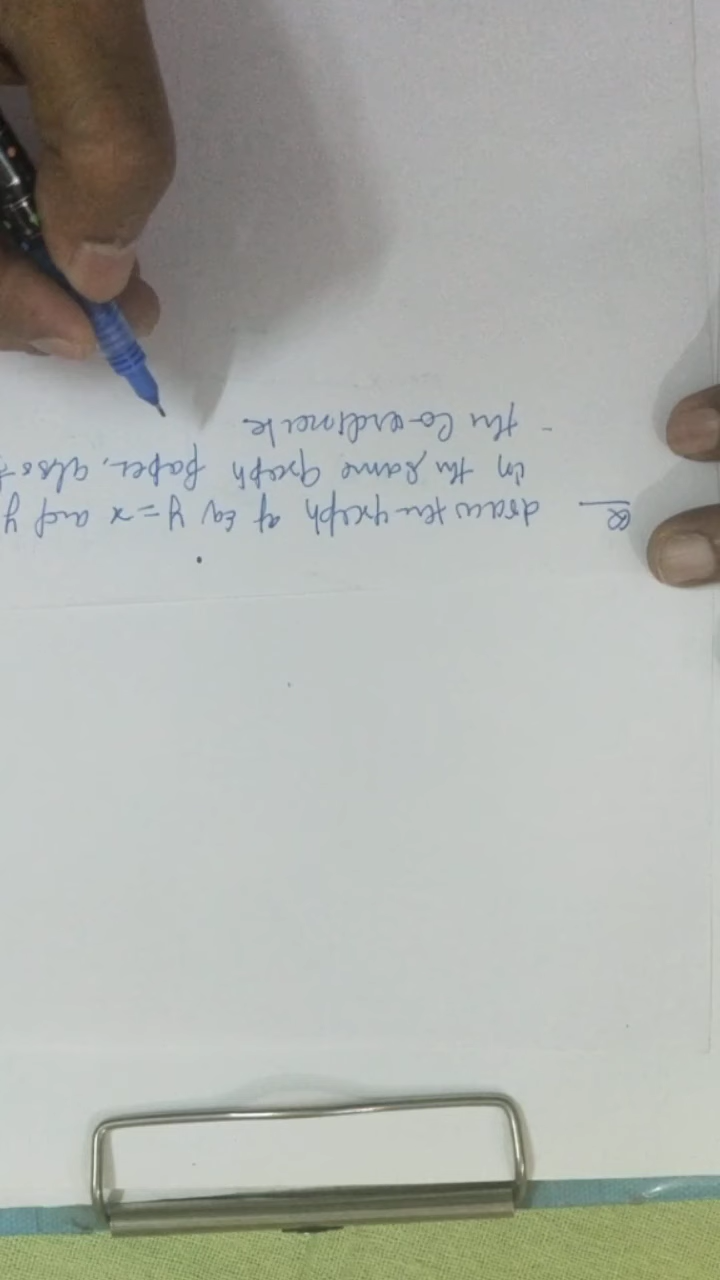 Q draw the graph of Eq y = x and y
in the same graph paper, also f
- the Co-ordinate